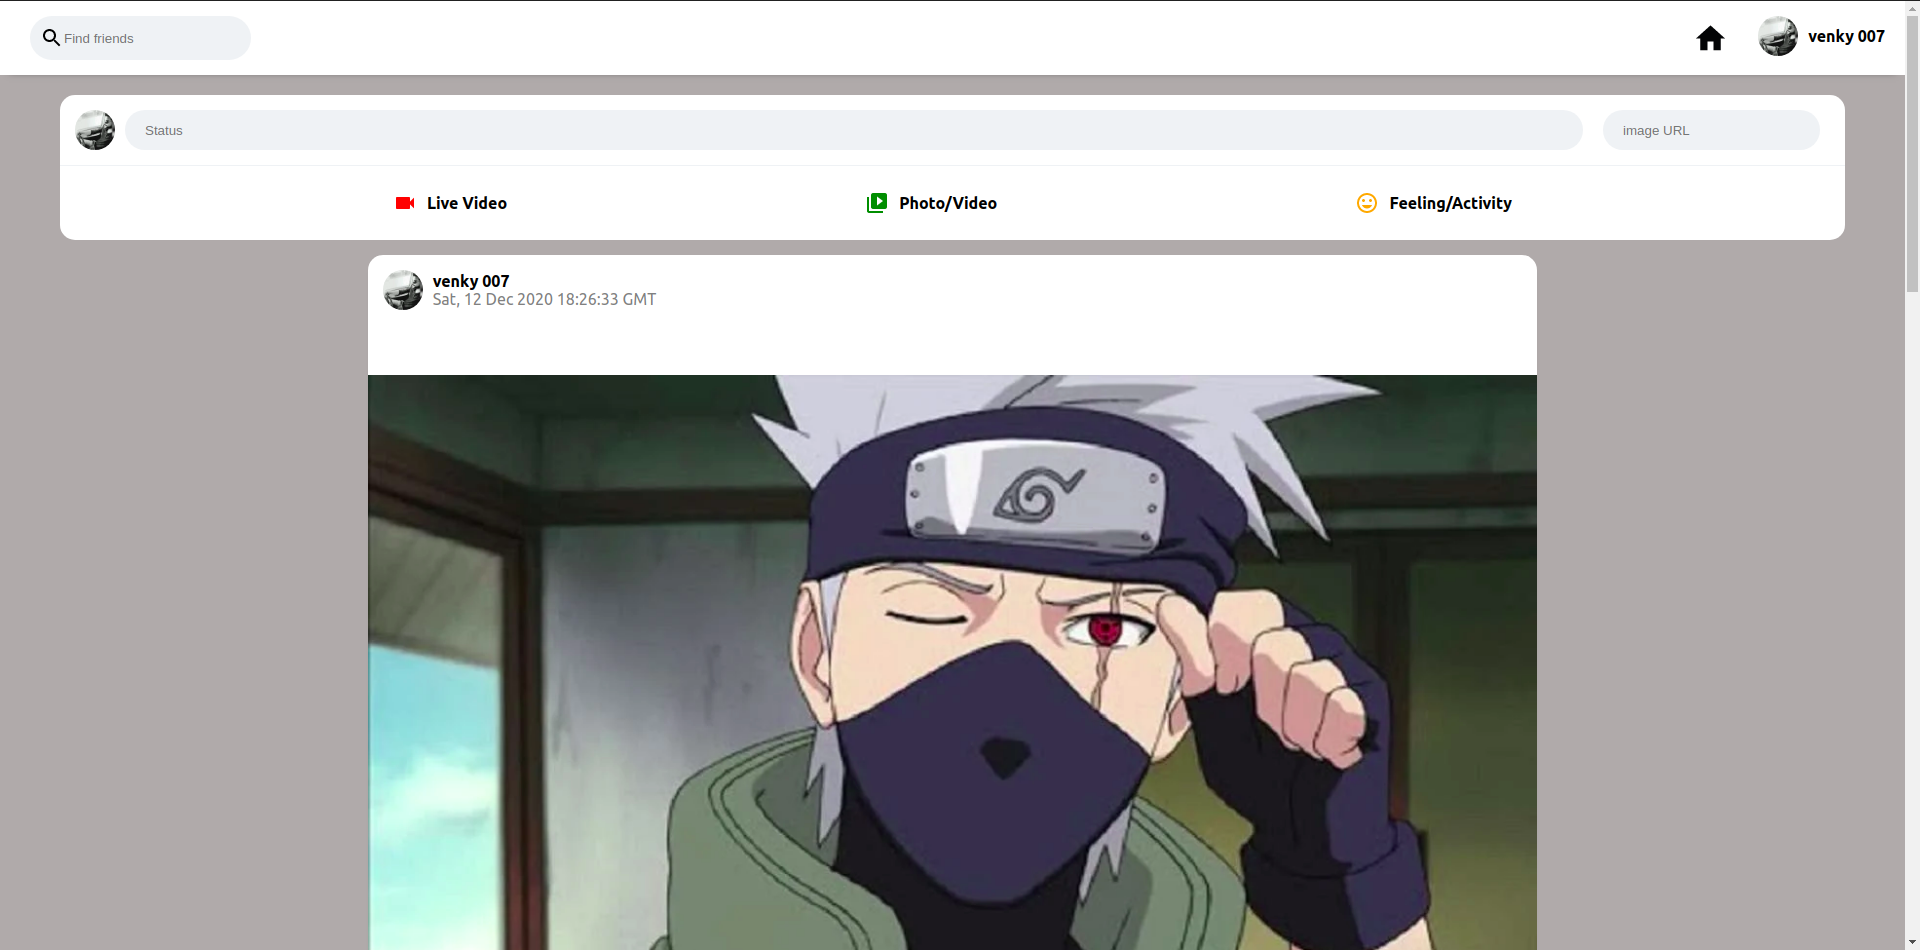 Find friends
venky 007
Status
image URL
Live Video
Photo/Video
Feeling/Activity
venky 007
Sat, 12 Dec 2020 18:26:33 GMT